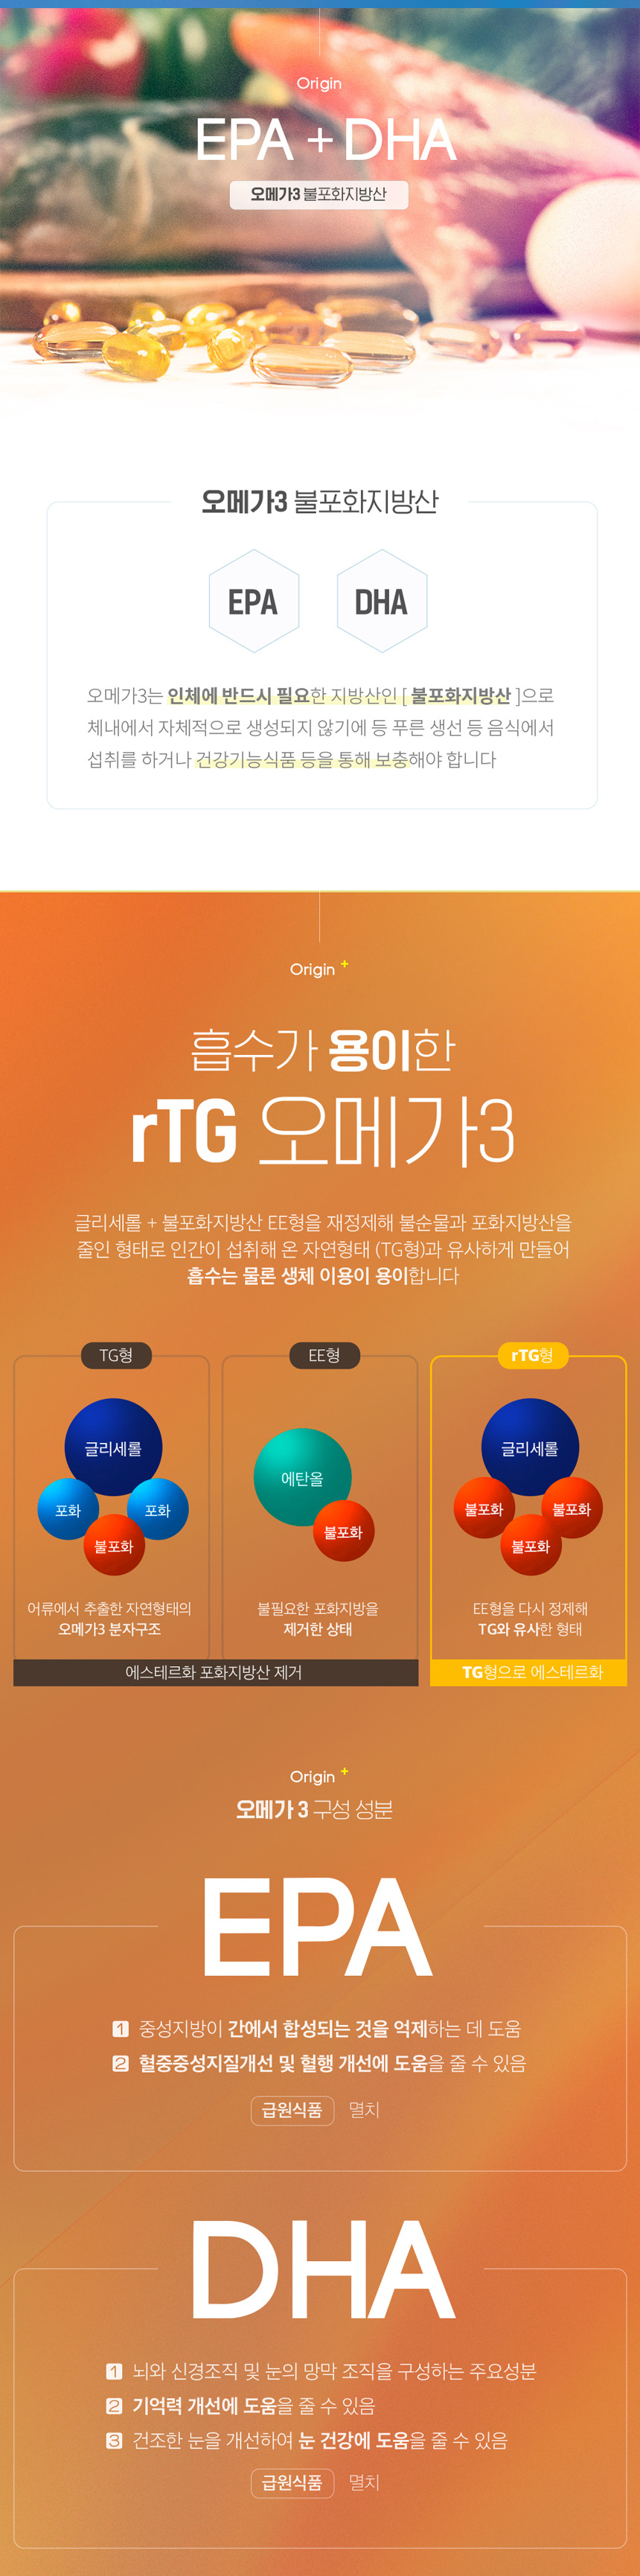 Origin
EPA + DHA
오메가3 불포화지방산
오메가3 불포화지방산
EPA
DHA
오메가3는 인체에 반드시 필요한 지방산인 [ 불포화지방산 ]으로
체내에서 자체적으로 생성되지 않기에 등 푸른 생선 등 음식에서
섭취를 하거나 건강기능식품 등을 통해 보충해야 합니다
Origin +
흡수가 용이한
rTG 오메가3
글리세롤 + 불포화지방산 EE형을 재정제해 불순물과 포화지방산을
줄인 형태로 인간이 섭취해 온 자연형태 (TG형)과 유사하게 만들어
흡수는 물론 생체 이용이 용이합니다
TG형
글리세롤
포화
포화
불포화
어류에서 추출한 자연형태의
오메가3 분자구조
EE형
에탄올
불포화
불필요한 포화지방을
제거한 상태
에스테르화 포화지방산 제거
rTG형
글리세롤
불포화
불포화
불포화
EE형을 다시 정제해
TG와 유사한 형태
TG형으로 에스테르화
Origin +
오메가 3 구성 성분
EPA
1 중성지방이 간에서 합성되는 것을 억제하는 데 도움
2 혈중중성지질개선 및 혈행 개선에 도움을 줄 수 있음
급원식품 멸치
DHA
1 뇌와 신경조직 및 눈의 망막 조직을 구성하는 주요성분
2 기억력 개선에 도움을 줄 수 있음
3 건조한 눈을 개선하여 눈 건강에 도움을 줄 수 있음
급원식품 멸치